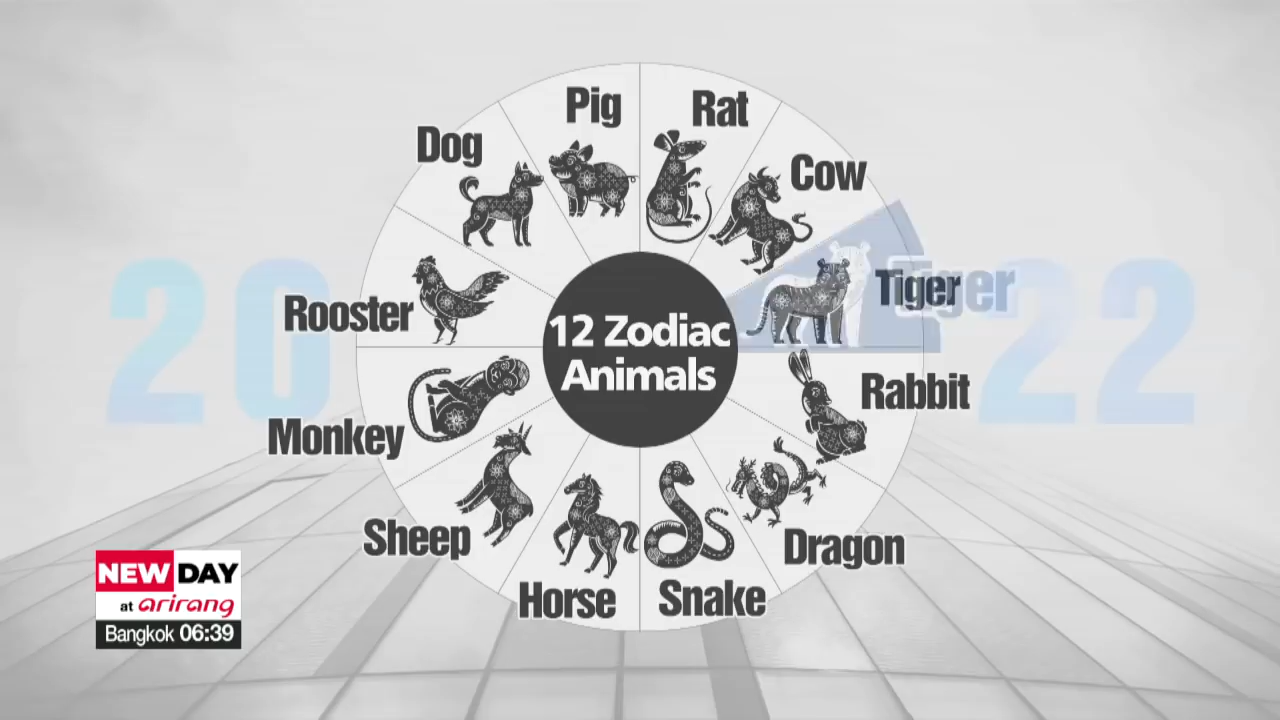 Pig
Rat
Dog
Cow
Tiger
20
22
Rooster
12 Zodiac
Animals
Rabbit
Monkey
Sheep
Dragon
Horse
Snake
NEW DAY
at arirang
Bangkok 06:39